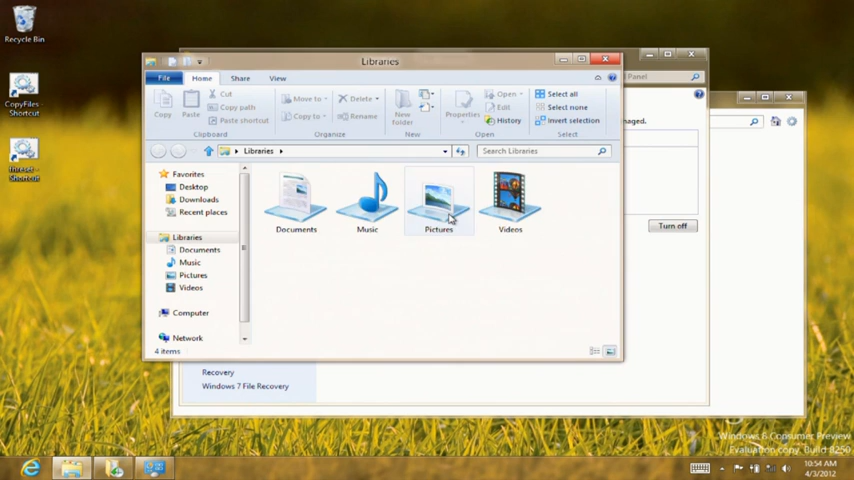 Recycle Bin
CopyFiles -
Shortcut
Shortcut
Libraries
File
Home
Share
View
Copy
Paste
Cut
Copy path
Paste shortcut
Clipboard
Move to
Copy to
Delete
Rename
Organize
New
folder
New
Properties
Open
Edit
History
Open
Select all
Select none
Invert selection
Select
Libraries
Search Libraries
Favorites
Desktop
Downloads
Recent places
Libraries
Documents
Music
Pictures
Videos
Computer
Network
4 items
Documents
Music
Pictures
Videos
Panel
naged.
Turn off
Recovery
Windows 7 File Recovery
Windows 8 Consumer Preview
Evaluation copy. Build 8250
10:54 AM
4/3/2012